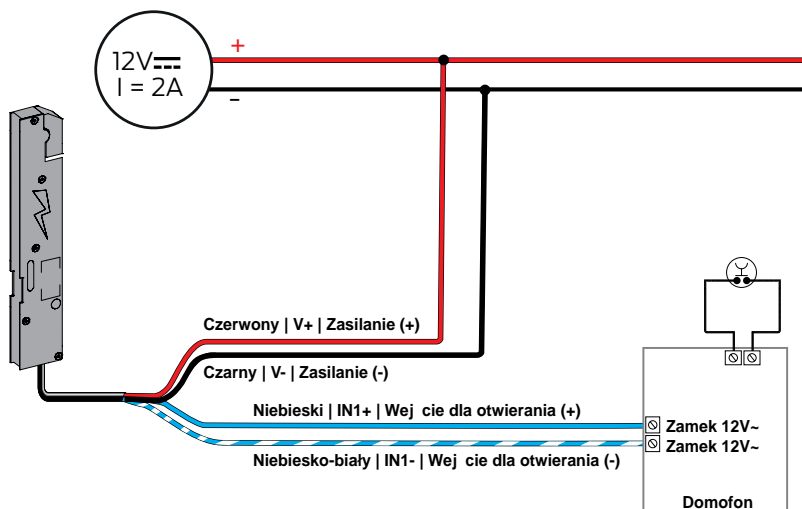 +
12V⎓
I = 2A
–
Czerwony | V+ | Zasilanie (+)
Czarny | V- | Zasilanie (-)
Niebieski | IN1+ | Wej cie dla otwierania (+)
Zamek 12V~
Zamek 12V~
Niebiesko-biały | IN1- | Wej cie dla otwierania (-)
Domofon